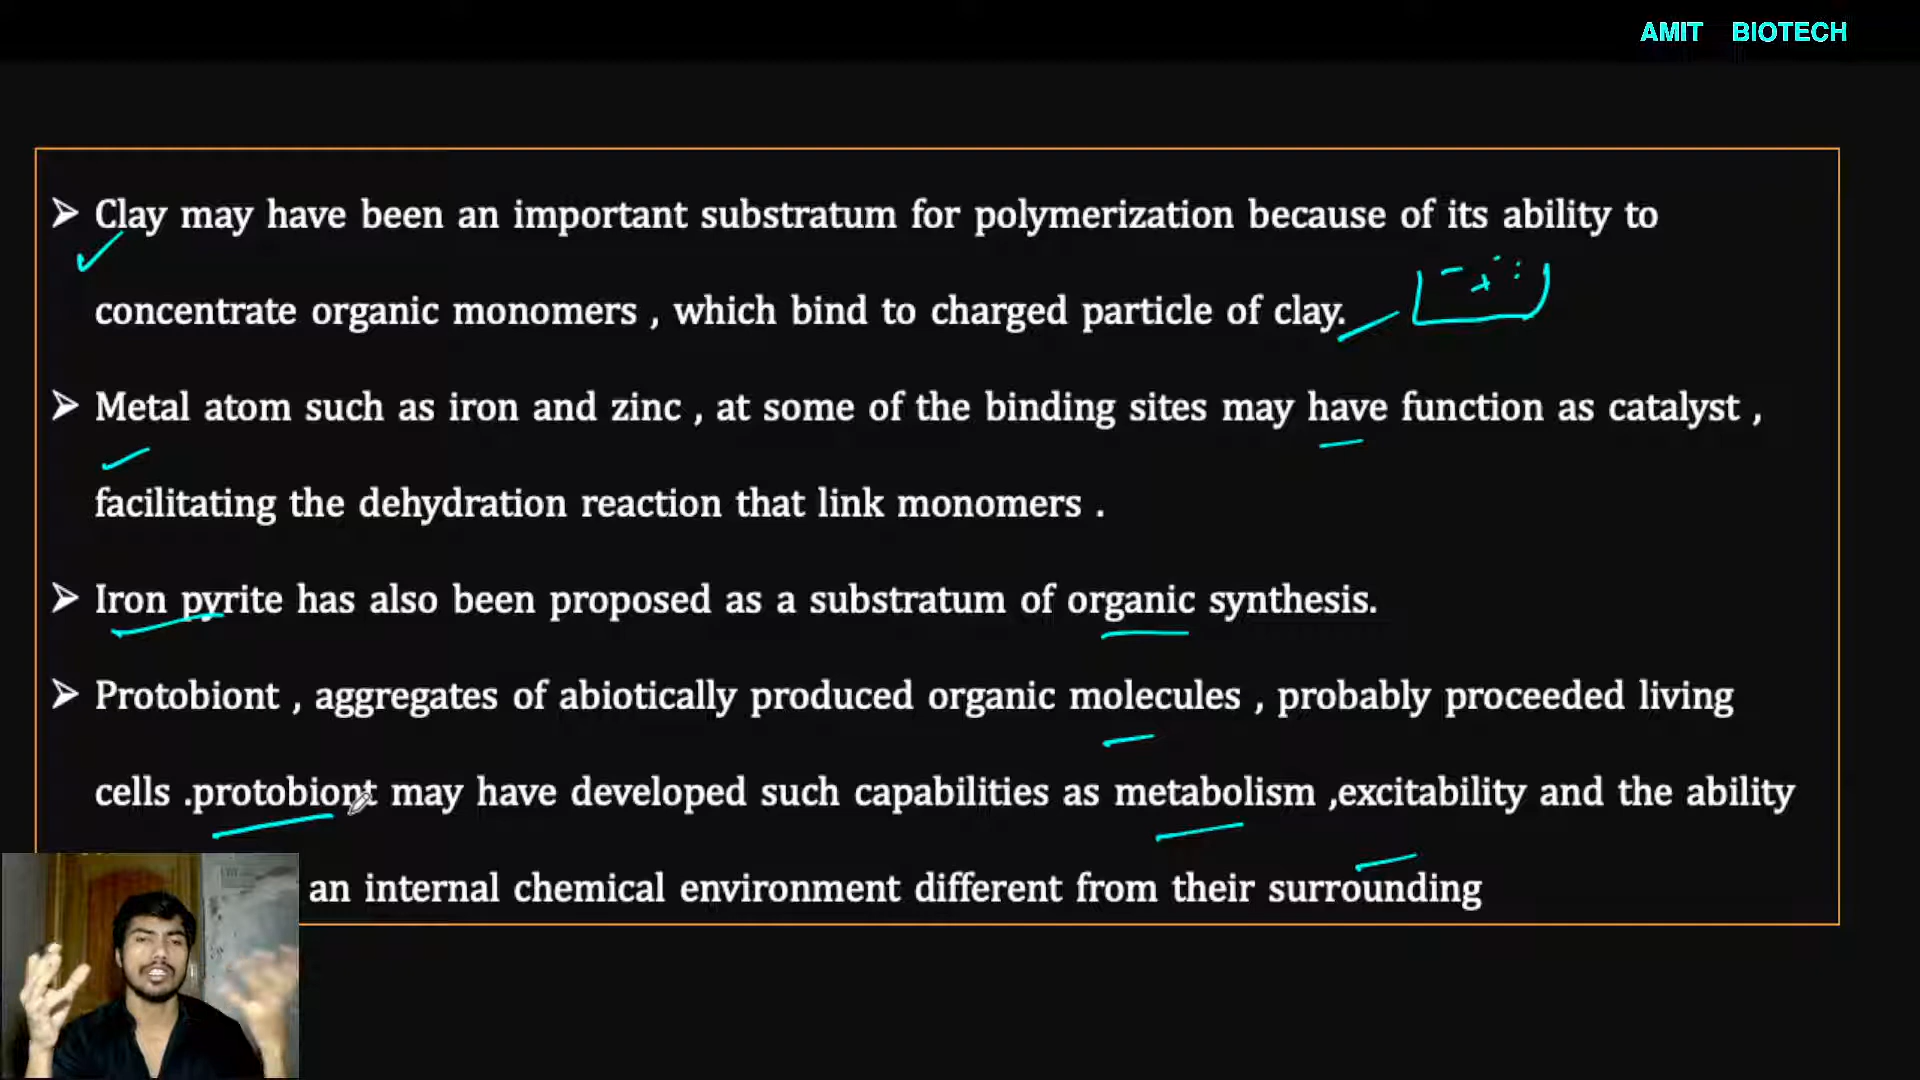 AMIT BIOTECH
➤ Clay may have been an important substratum for polymerization because of its ability to
concentrate organic monomers , which bind to charged particle of clay.
➤ Metal atom such as iron and zinc , at some of the binding sites may have function as catalyst ,
facilitating the dehydration reaction that link monomers .
➤ Iron pyrite has also been proposed as a substratum of organic synthesis.
➤ Protobiont , aggregates of abiotically produced organic molecules , probably proceeded living
cells .protobiont may have developed such capabilities as metabolism ,excitability and the ability
an internal chemical environment different from their surrounding